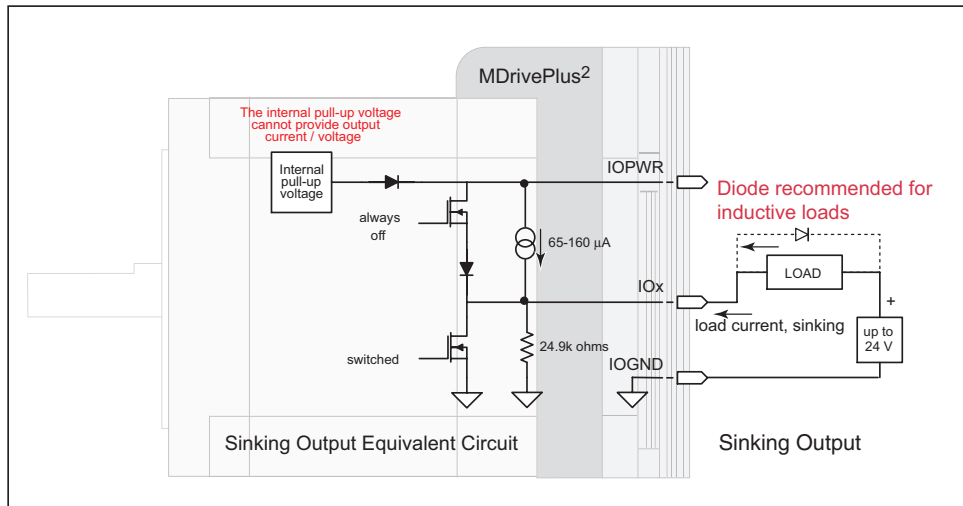 MDrivePlus²
The internal pull-up voltage
cannot provide output
current / voltage
Internal
pull-up
voltage
IOPWR
Diode recommended for
inductive loads
always
off
65-160 µA
LOAD
IOx
+
load current, sinking
up to
24 V
switched
24.9k ohms
IOGND
Sinking Output Equivalent Circuit
Sinking Output